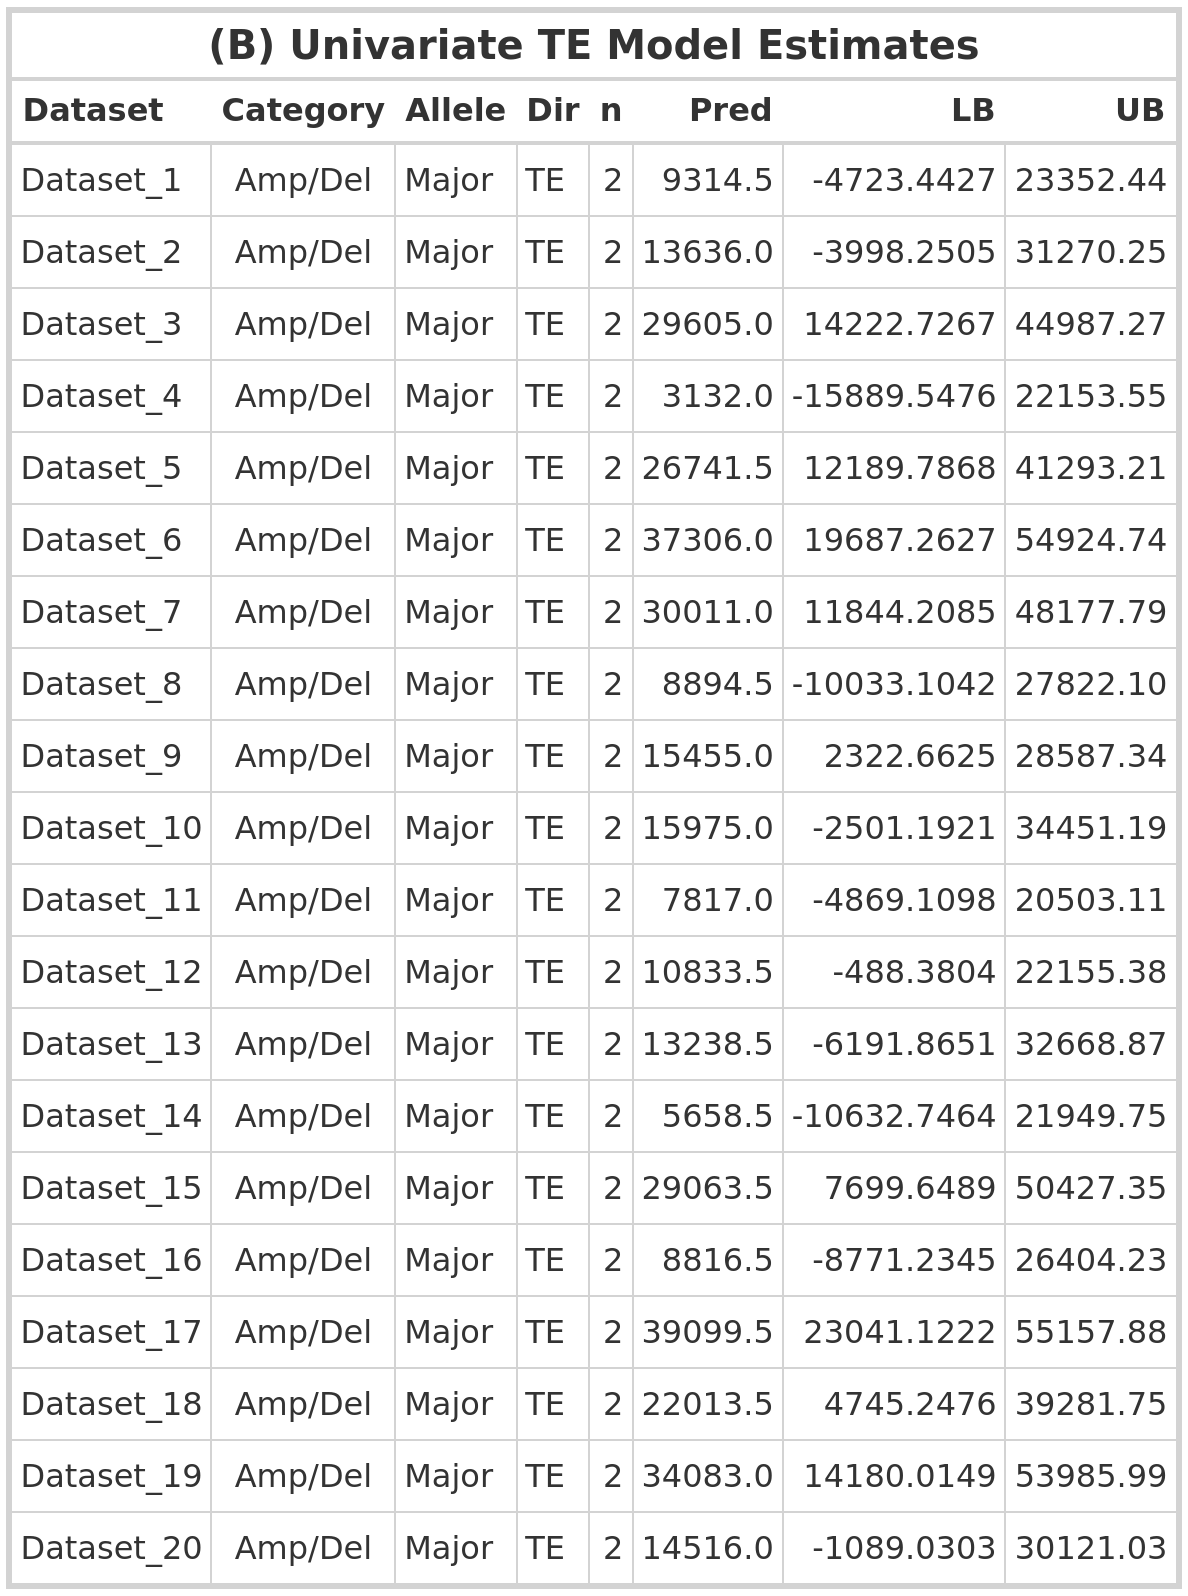 (B) Univariate TE Model Estimates
Dataset Category Allele Dir n Pred LB UB
Dataset_1 Amp/Del Major TE 2 9314.5 -4723.4427 23352.44
Dataset_2 Amp/Del Major TE 2 13636.0 -3998.2505 31270.25
Dataset_3 Amp/Del Major TE 2 29605.0 14222.7267 44987.27
Dataset_4 Amp/Del Major TE 2 3132.0 -15889.5476 22153.55
Dataset_5 Amp/Del Major TE 2 26741.5 12189.7868 41293.21
Dataset_6 Amp/Del Major TE 2 37306.0 19687.2627 54924.74
Dataset_7 Amp/Del Major TE 2 30011.0 11844.2085 48177.79
Dataset_8 Amp/Del Major TE 2 8894.5 -10033.1042 27822.10
Dataset_9 Amp/Del Major TE 2 15455.0 2322.6625 28587.34
Dataset_10 Amp/Del Major TE 2 15975.0 -2501.1921 34451.19
Dataset_11 Amp/Del Major TE 2 7817.0 -4869.1098 20503.11
Dataset_12 Amp/Del Major TE 2 10833.5 -488.3804 22155.38
Dataset_13 Amp/Del Major TE 2 13238.5 -6191.8651 32668.87
Dataset_14 Amp/Del Major TE 2 5658.5 -10632.7464 21949.75
Dataset_15 Amp/Del Major TE 2 29063.5 7699.6489 50427.35
Dataset_16 Amp/Del Major TE 2 8816.5 -8771.2345 26404.23
Dataset_17 Amp/Del Major TE 2 39099.5 23041.1222 55157.88
Dataset_18 Amp/Del Major TE 2 22013.5 4745.2476 39281.75
Dataset_19 Amp/Del Major TE 2 34083.0 14180.0149 53985.99
Dataset_20 Amp/Del Major TE 2 14516.0 -1089.0303 30121.03